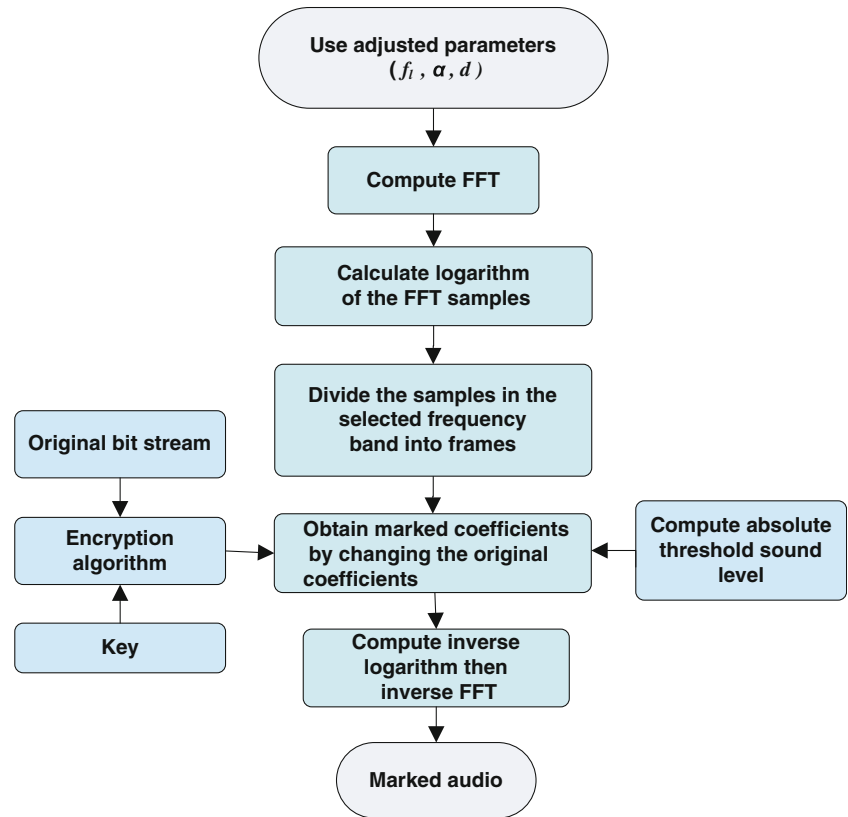 Use adjusted parameters
( f_l , α, d )
Compute FFT
Calculate logarithm
of the FFT samples
Divide the samples in the
selected frequency
band into frames
Original bit stream
Encryption
algorithm
Key
Obtain marked coefficients
by changing the original
coefficients
Compute absolute
threshold sound
level
Compute inverse
logarithm then
inverse FFT
Marked audio